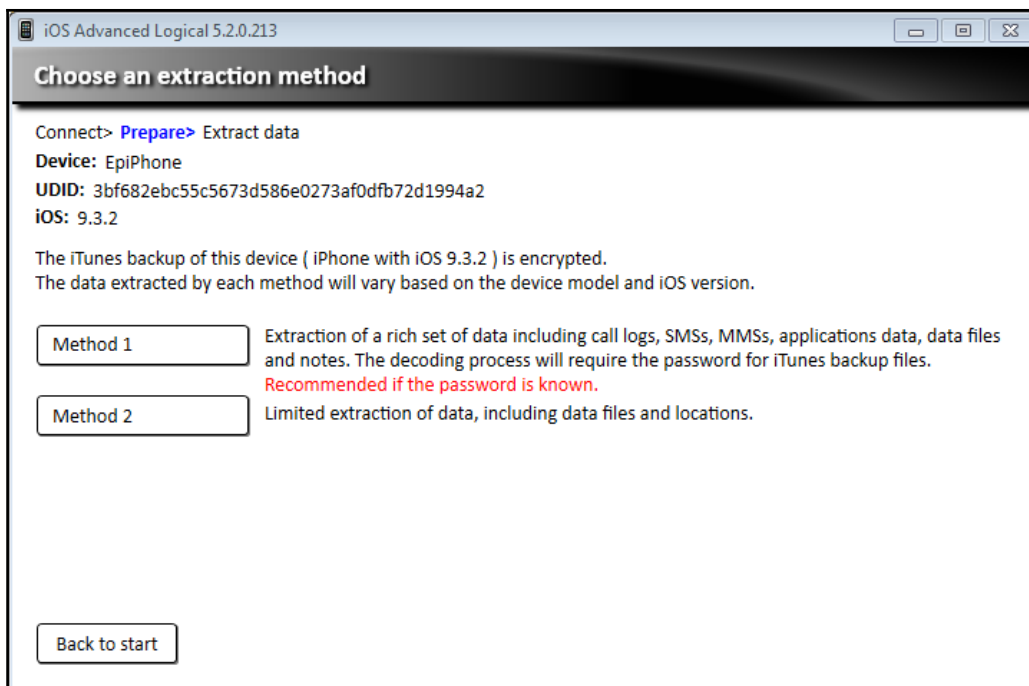 iOS Advanced Logical 5.2.0.213
Choose an extraction method
Connect> Prepare> Extract data
Device: EpiPhone
UDID: 3bf682ebc55c5673d586e0273af0dfb72d1994a2
iOS: 9.3.2
The iTunes backup of this device ( iPhone with iOS 9.3.2 ) is encrypted.
The data extracted by each method will vary based on the device model and iOS version.
Method 1
Extraction of a rich set of data including call logs, SMSs, MMSs, applications data, data files
and notes. The decoding process will require the password for iTunes backup files.
Recommended if the password is known.
Method 2
Limited extraction of data, including data files and locations.
Back to start